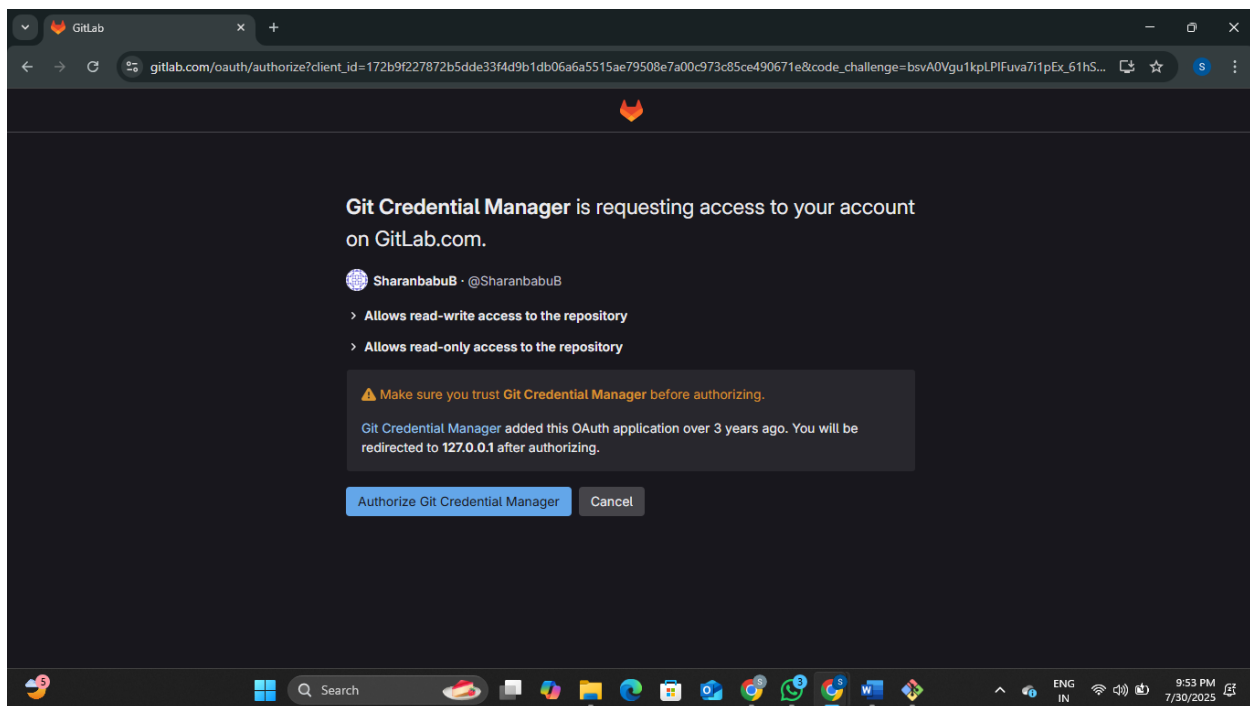 GitLab
gitlab.com/oauth/authorize?client_id=172b9f227872b5dde33f4d9b1db06a6a5515ae79508e7a00c973c85ce490671e&code_challenge=bsvA0Vgu1kpLPIFuva7i1pEx_61hS...
S
Git Credential Manager is requesting access to your account
on GitLab.com.
SharanbabuB · @SharanbabuB
Allows read-write access to the repository
Allows read-only access to the repository
Make sure you trust Git Credential Manager before authorizing.
Git Credential Manager added this OAuth application over 3 years ago. You will be
redirected to 127.0.0.1 after authorizing.
Authorize Git Credential Manager Cancel
5
Search
S
3
S
ENG
IN
9:53 PM
7/30/2025